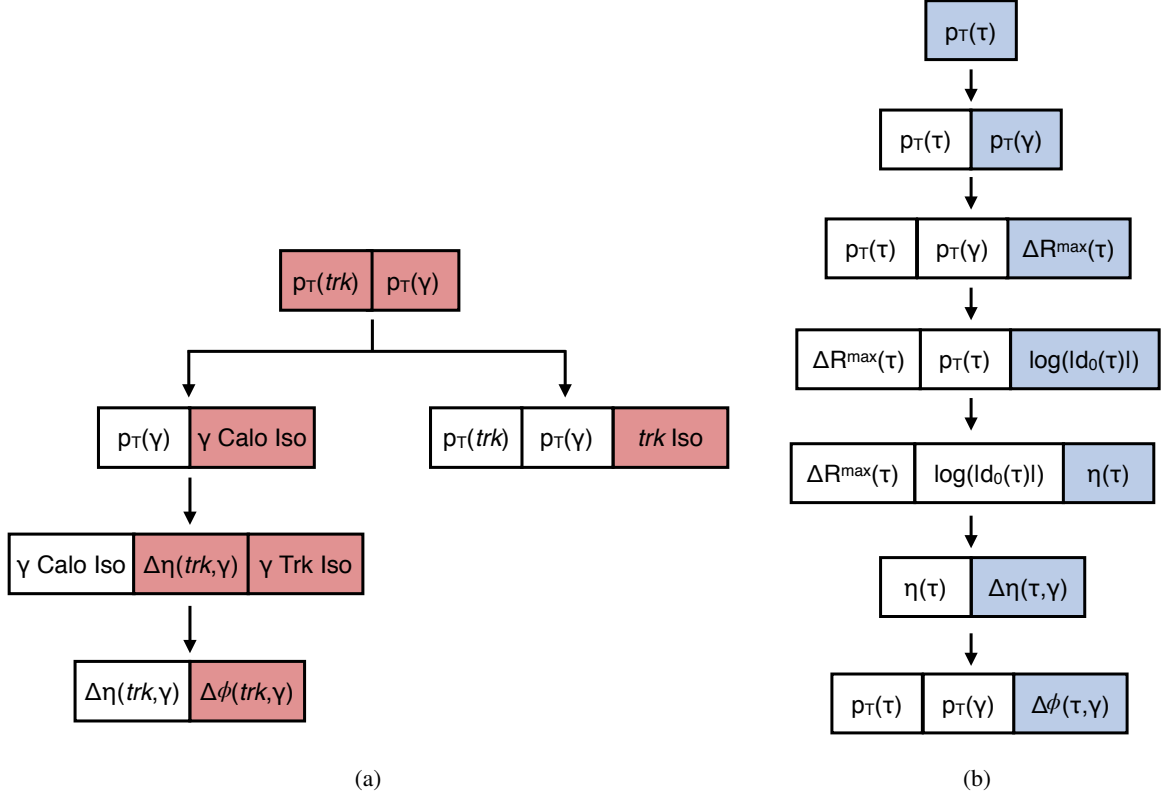 pT(trk) pT(γ)
pT(γ) γ Calo Iso
pT(trk) pT(γ) trk Iso
γ Calo Iso Δη(trk,γ) γ Trk Iso
Δη(trk,γ) Δϕ(trk,γ)
(a)
pT(τ)
pT(τ) pT(γ)
pT(τ) pT(γ) ΔRmax(τ)
ΔRmax(τ) pT(τ) log(|d0(τ)|)
ΔRmax(τ) log(|d0(τ)|) η(τ)
η(τ) Δη(τ,γ)
pT(τ) pT(γ) Δϕ(τ,γ)
(b)